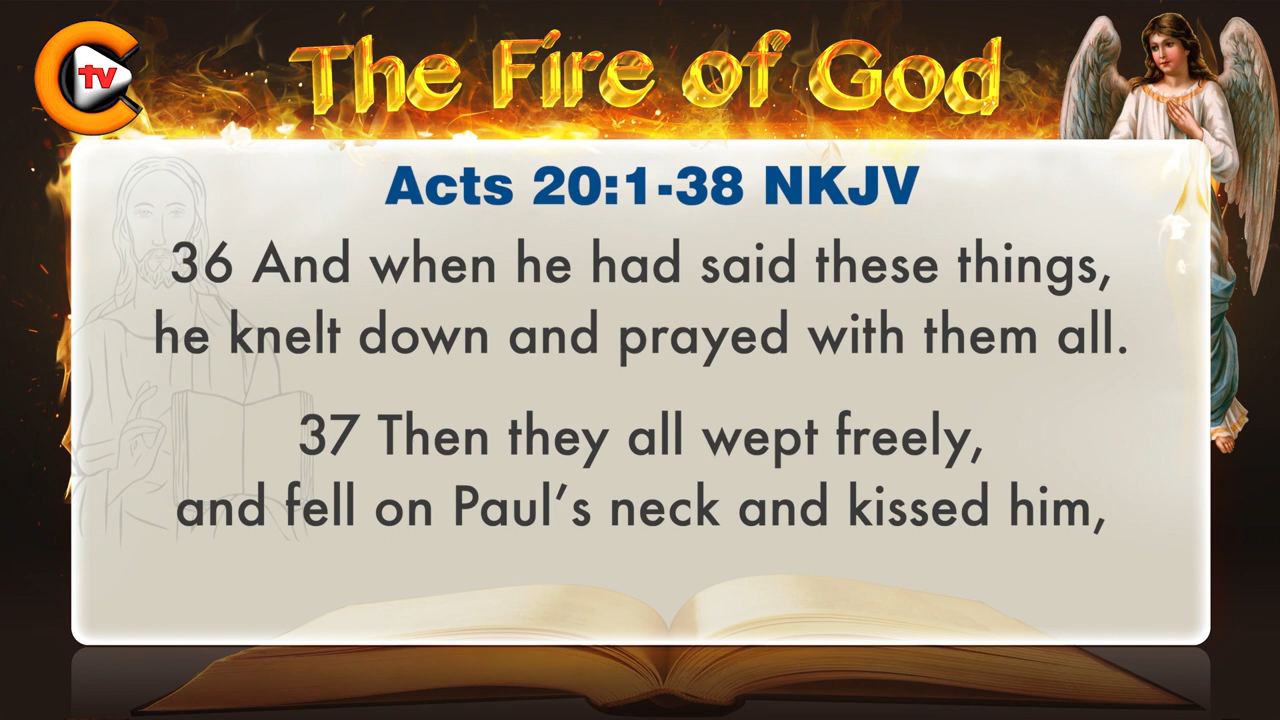 tv
The Fire of God
Acts 20:1-38 NKJV
36 And when he had said these things,
he knelt down and prayed with them all.
37 Then they all wept freely,
and fell on Paul’s neck and kissed him,